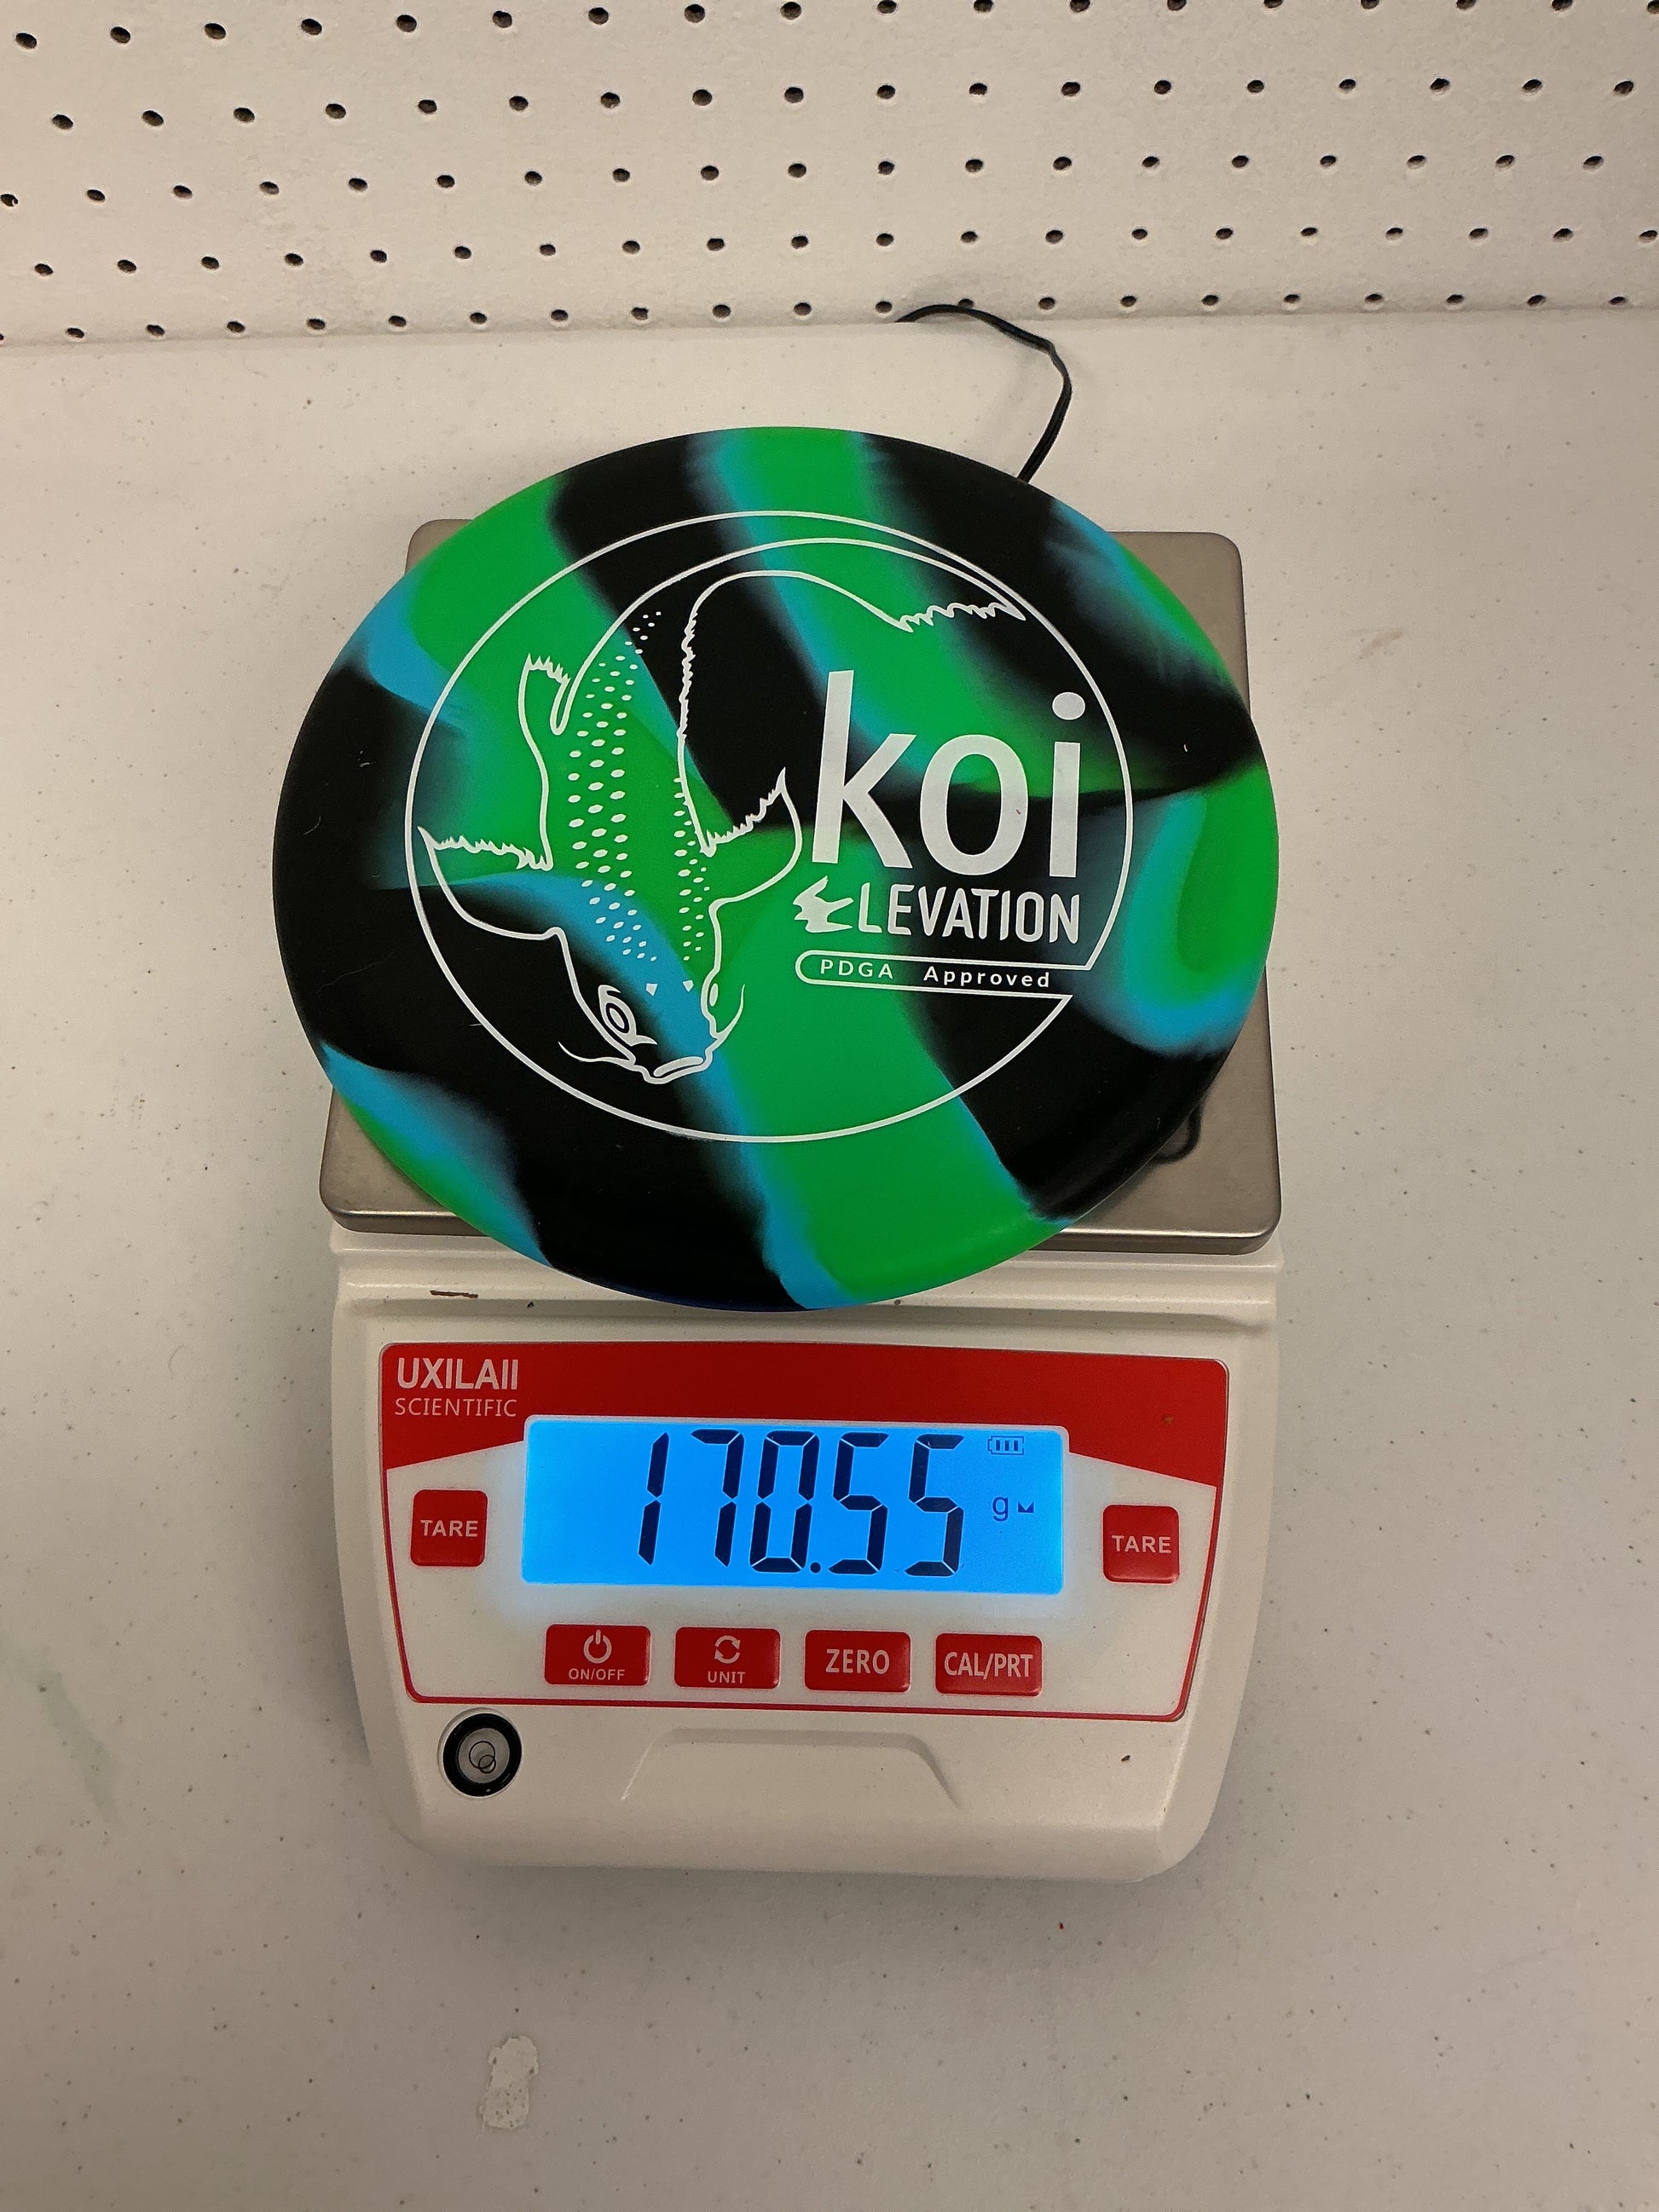 koi
ELEVATION
PDGA Approved
UXILAII
SCIENTIFIC
170.55 g
TARE
TARE
ON/OFF
UNIT
ZERO
CAL/PRT